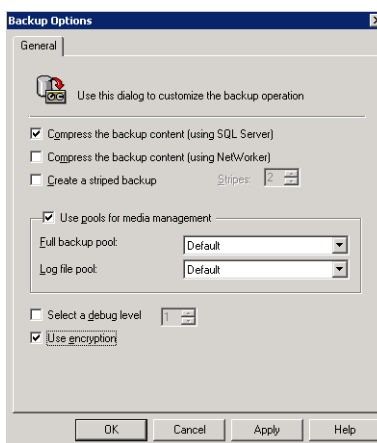 Backup Options
General
Use this dialog to customize the backup operation
Compress the backup content (using SQL Server)
Compress the backup content (using NetWorker)
Create a striped backup Stripes: 2
Use pools for media management
Full backup pool: Default
Log file pool: Default
Select a debug level 1
Use encryption
OK Cancel Apply Help